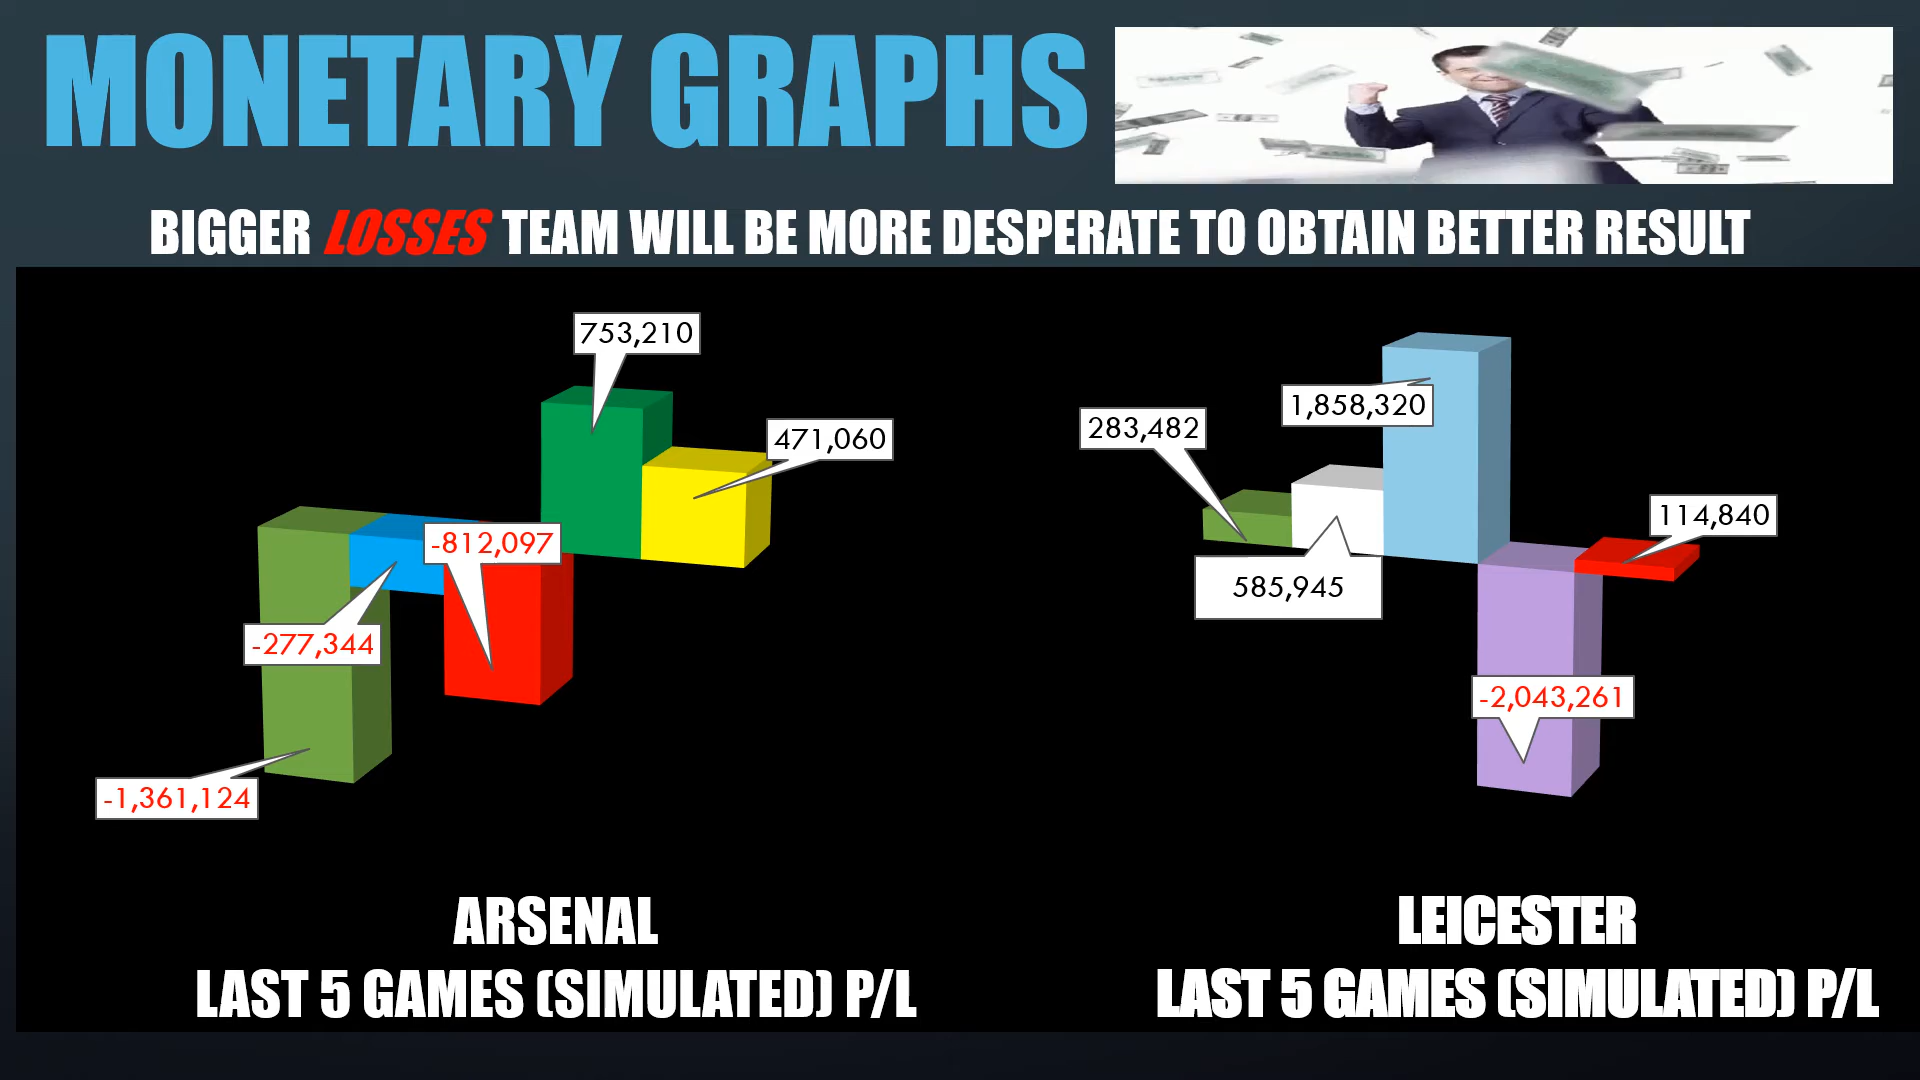 MONETARY GRAPHS
BIGGER LOSSES TEAM WILL BE MORE DESPERATE TO OBTAIN BETTER RESULT
753,210
471,060
-812,097
-277,344
-1,361,124
ARSENAL
LAST 5 GAMES (SIMULATED) P/L
1,858,320
283,482
114,840
585,945
-2,043,261
LEICESTER
LAST 5 GAMES (SIMULATED) P/L